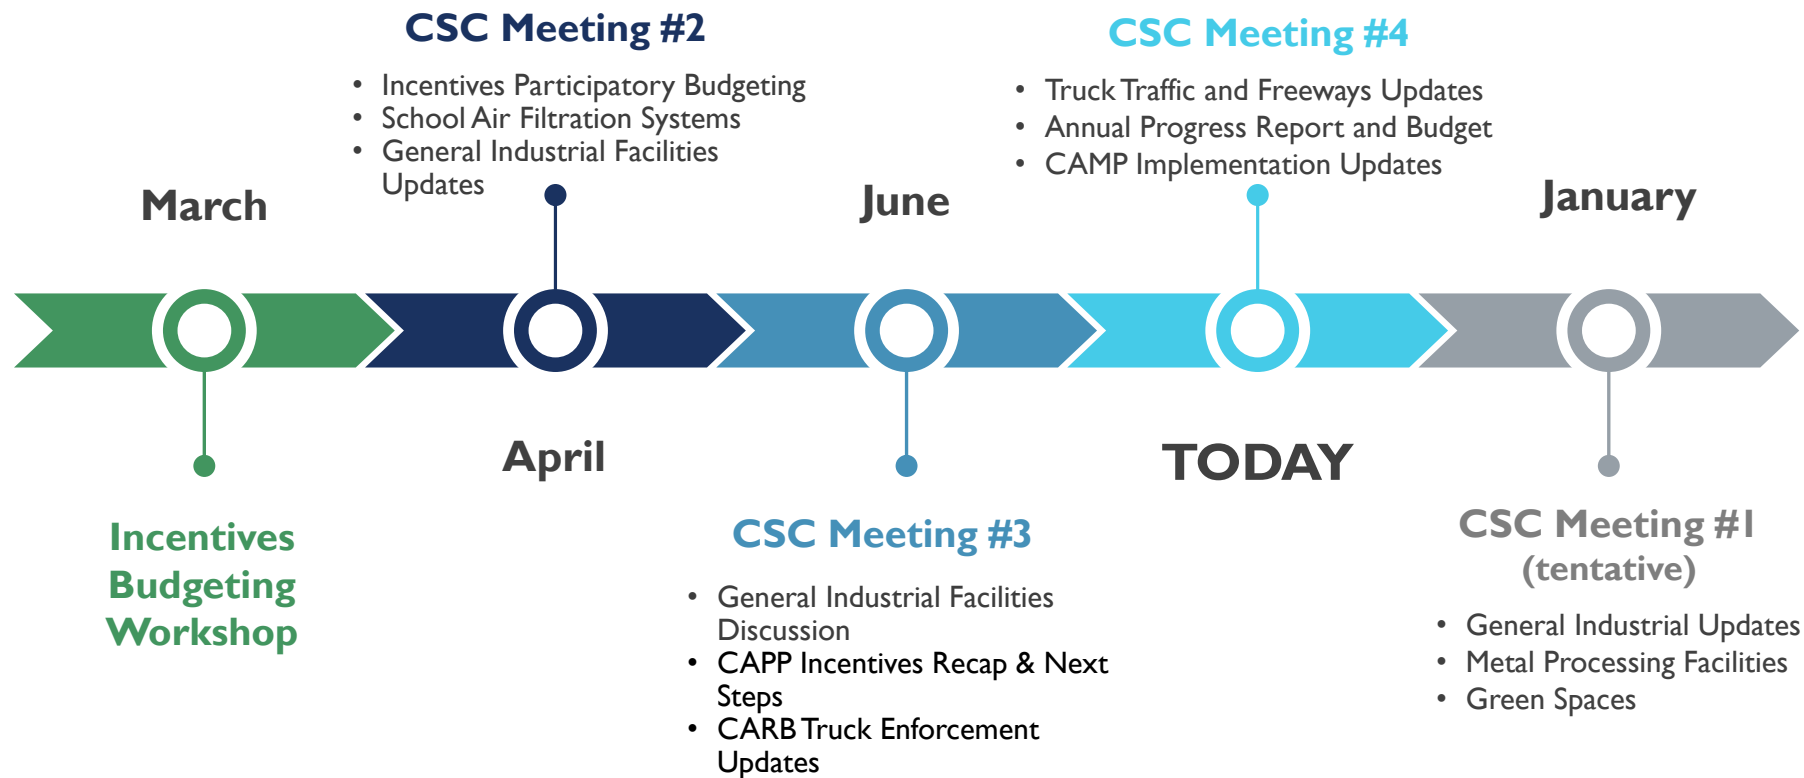 March
Incentives
Budgeting
Workshop
CSC Meeting #2
• Incentives Participatory Budgeting
• School Air Filtration Systems
• General Industrial Facilities
Updates
April
June
CSC Meeting #3
• General Industrial Facilities
Discussion
• CAPP Incentives Recap & Next
Steps
• CARB Truck Enforcement
Updates
CSC Meeting #4
• Truck Traffic and Freeways Updates
• Annual Progress Report and Budget
• CAMP Implementation Updates
TODAY
January
CSC Meeting #1
(tentative)
• General Industrial Updates
• Metal Processing Facilities
• Green Spaces